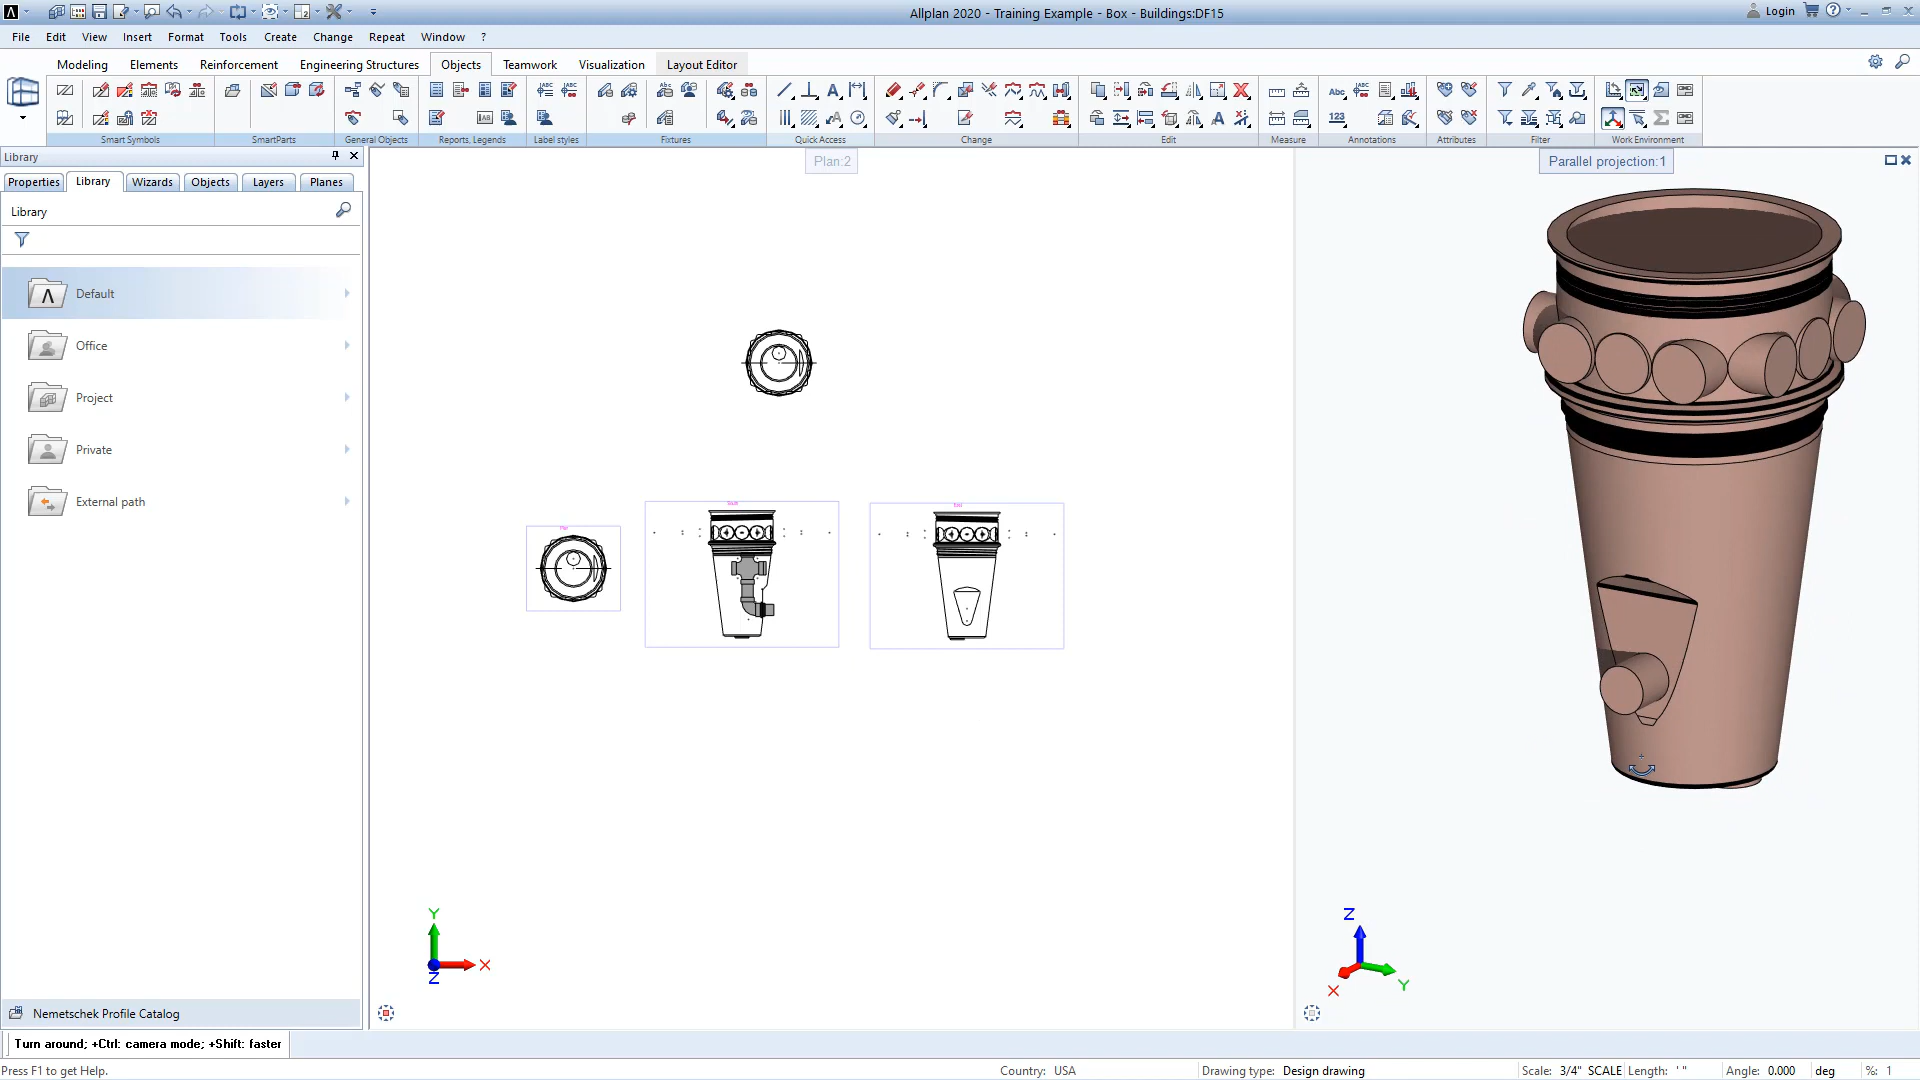 Allplan 2020 - Training Example - Box - Buildings:DF15
Login
File Edit View Insert Format Tools Create Change Repeat Window ?
Modeling Elements Reinforcement Engineering Structures Objects Teamwork Visualization Layout Editor
Smart Symbols SmartParts General Objects Reports, Legends Label styles Fixtures Quick Access Change Edit Measure Annotations Attributes Filter Work Environment
Library
Properties Library Wizards Objects Layers Planes
Library
Default
Office
Project
Private
External path
Nemetschek Profile Catalog
Plan:2
Parallel projection:1
Y
X
Z
Z
X
Y
Turn around; +Ctrl: camera mode; +Shift: faster
Press F1 to get Help.
Country: USA
Drawing type: Design drawing
Scale: 3/4" SCALE
Length: ' "
Angle: 0.000 deg
%: 1